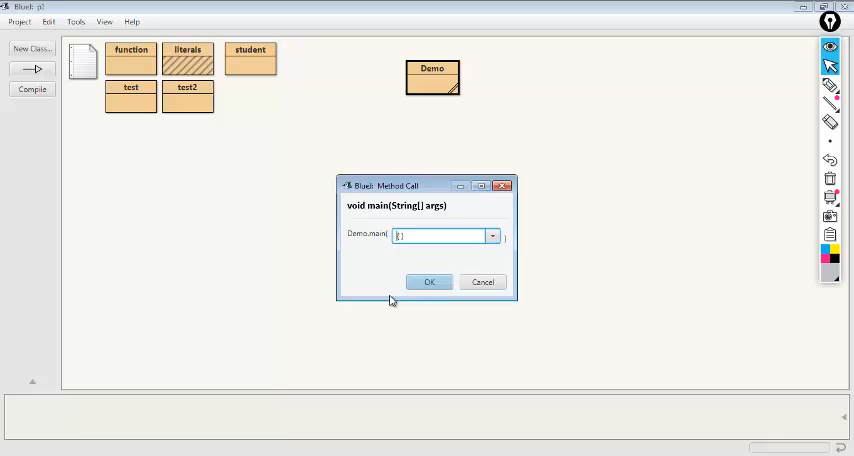 BlueJ: p1
Project Edit Tools View Help
New Class...
Compile
function
literals
student
test
test2
Demo
BlueJ: Method Call
void main(String[] args)
Demo.main( { } )
OK
Cancel